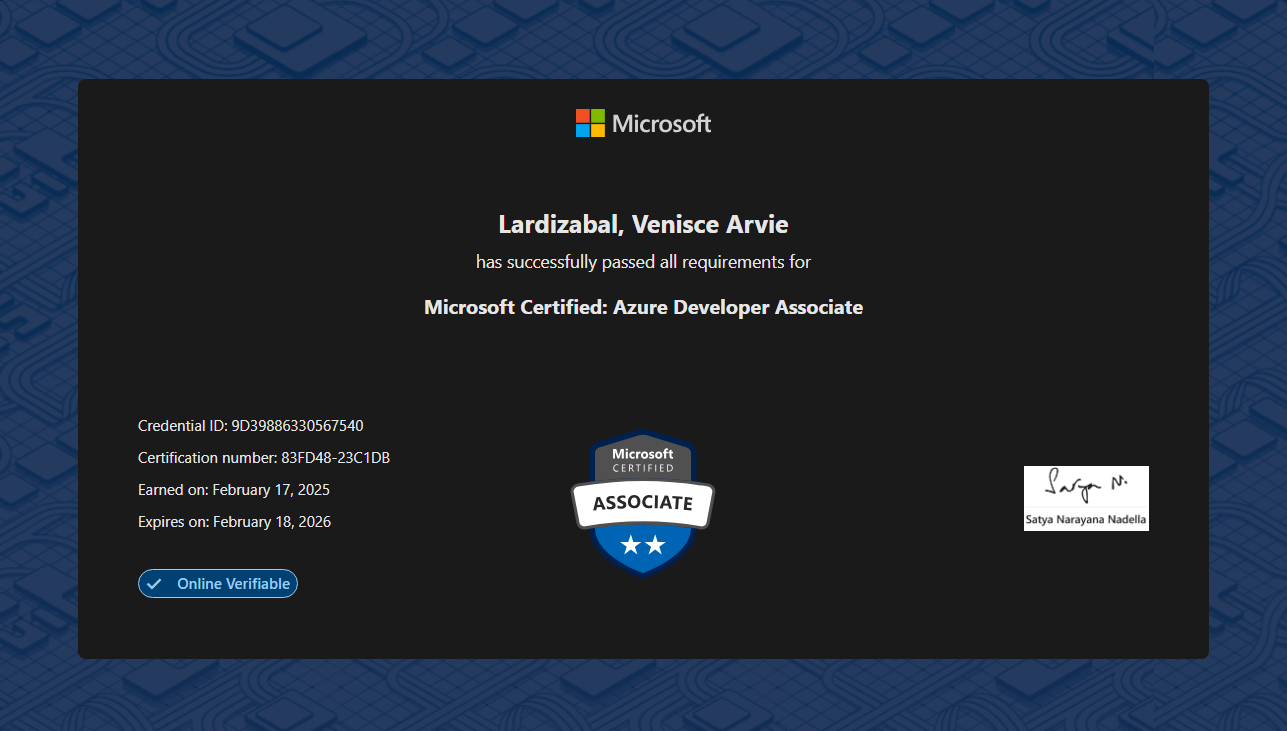 Microsoft
Lardizabal, Venisce Arvie
has successfully passed all requirements for
Microsoft Certified: Azure Developer Associate
Credential ID: 9D39886330567540
Certification number: 83FD48-23C1DB
Earned on: February 17, 2025
Expires on: February 18, 2026
Online Verifiable
Microsoft
CERTIFIED
ASSOCIATE
Satya N.
Satya Narayana Nadella